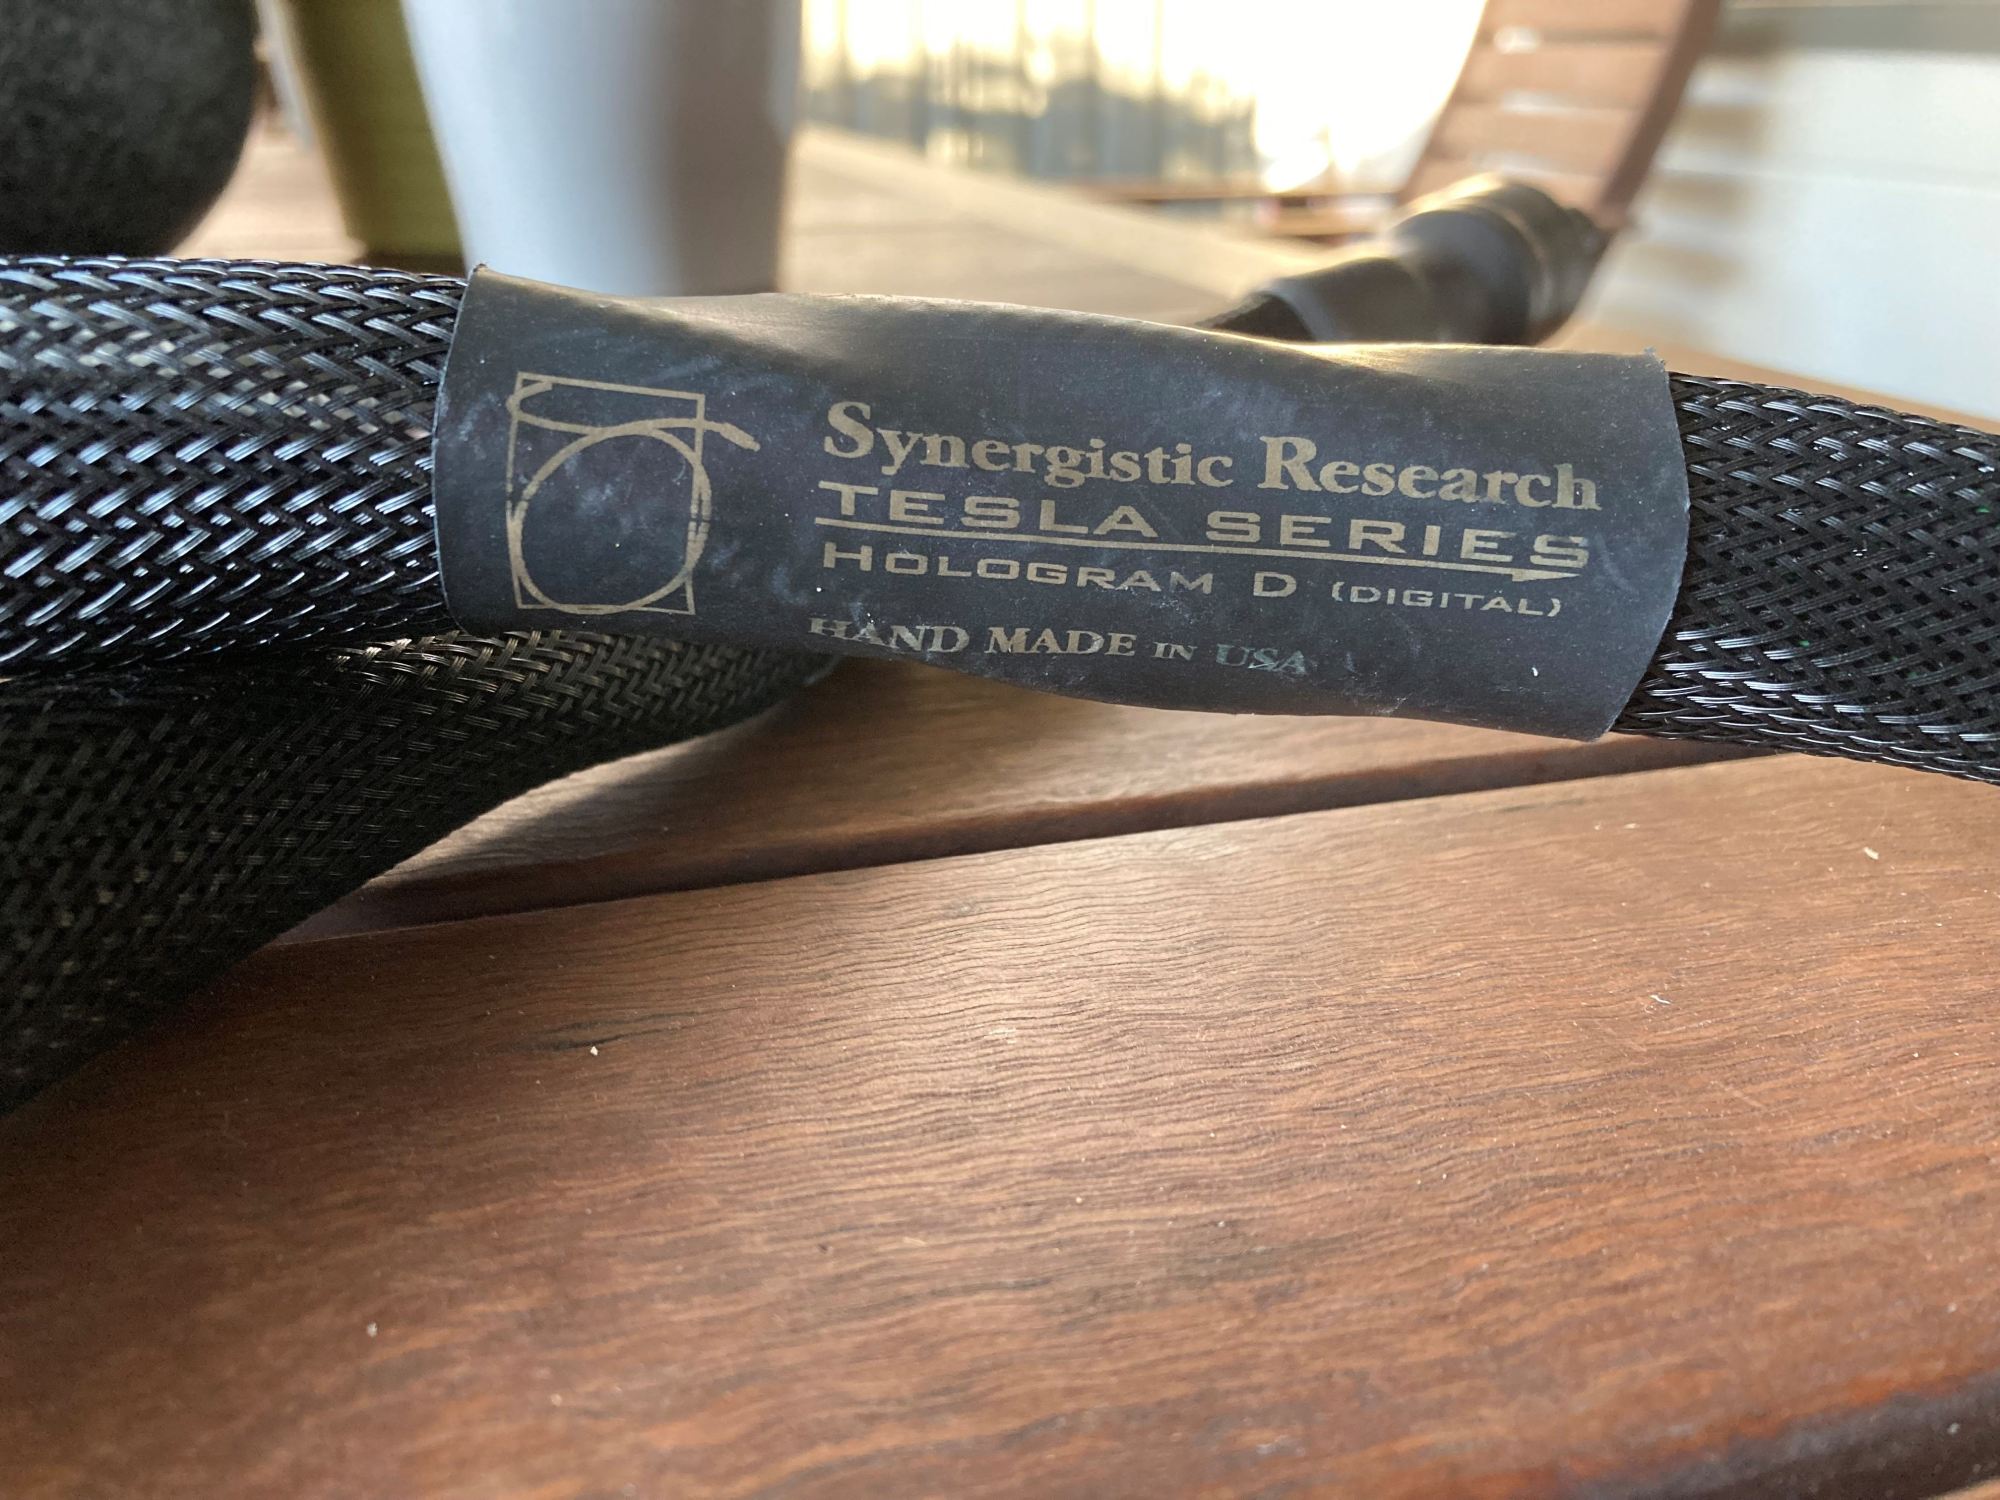 Synergistic Research
TESLA SERIES
HOLOGRAM D (DIGITAL)
HAND MADE IN USA